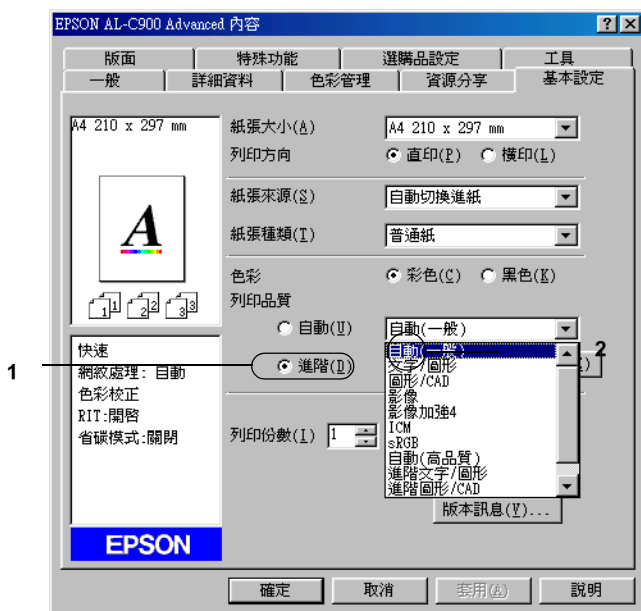 EPSON AL-C900 Advanced 內容
版面 特殊功能 選購品設定 工具
一般 詳細資料 色彩管理 資源分享 基本設定
A4 210 x 297 mm
A
1 1 2 2 3 3
紙張大小(A) A4 210 x 297 mm
列印方向 直印(P) 橫印(L)
紙張來源(S) 自動切換進紙
紙張種類(T) 普通紙
色彩 彩色(C) 黑色(K)
列印品質
自動(U) 自動(一般)
1 進階(D)
自動(一般) 2
文字/圖形
圖形/CAD
影像
影像加強4
ICM
sRGB
自動(高品質)
進階文字/圖形
進階圖形/CAD
快速
網紋處理: 自動
色彩校正
RIT:開啓
省碳模式:關閉
列印份數(I) 1
版本訊息(V)...
EPSON
確定 取消 套用(A) 說明